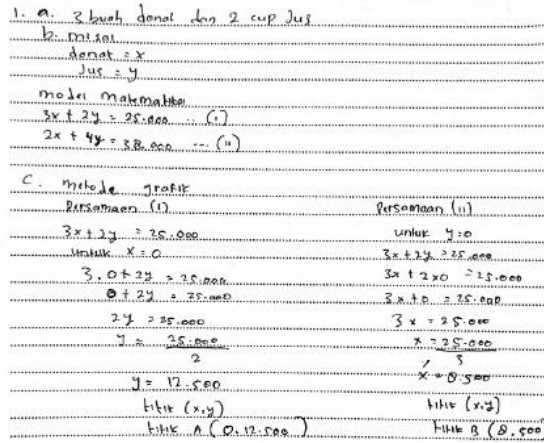 1. a. 3 buah donat dan 2 cup Jus
b. misal
donat = x
Jus = y
model matematika
3x + 2y = 25.000 ... (i)
2x + 4y = 38.000 ... (ii)
C. metode grafik
Persamaan (i)
3x + 2y = 25.000
untuk x = 0
3.0 + 2y = 25.000
0 + 2y = 25.000
2y = 25.000
y = 25.000
2
y = 12.500
titik (x,y)
titik A (0, 12.500)
Persamaan (ii)
untuk y=0
3x + 2y = 25.000
3x + 2x0 = 25.000
3x + 0 = 25.000
3x = 25.000
x = 25.000
3
x = 8.500
titik (x,y)
titik B (8.500